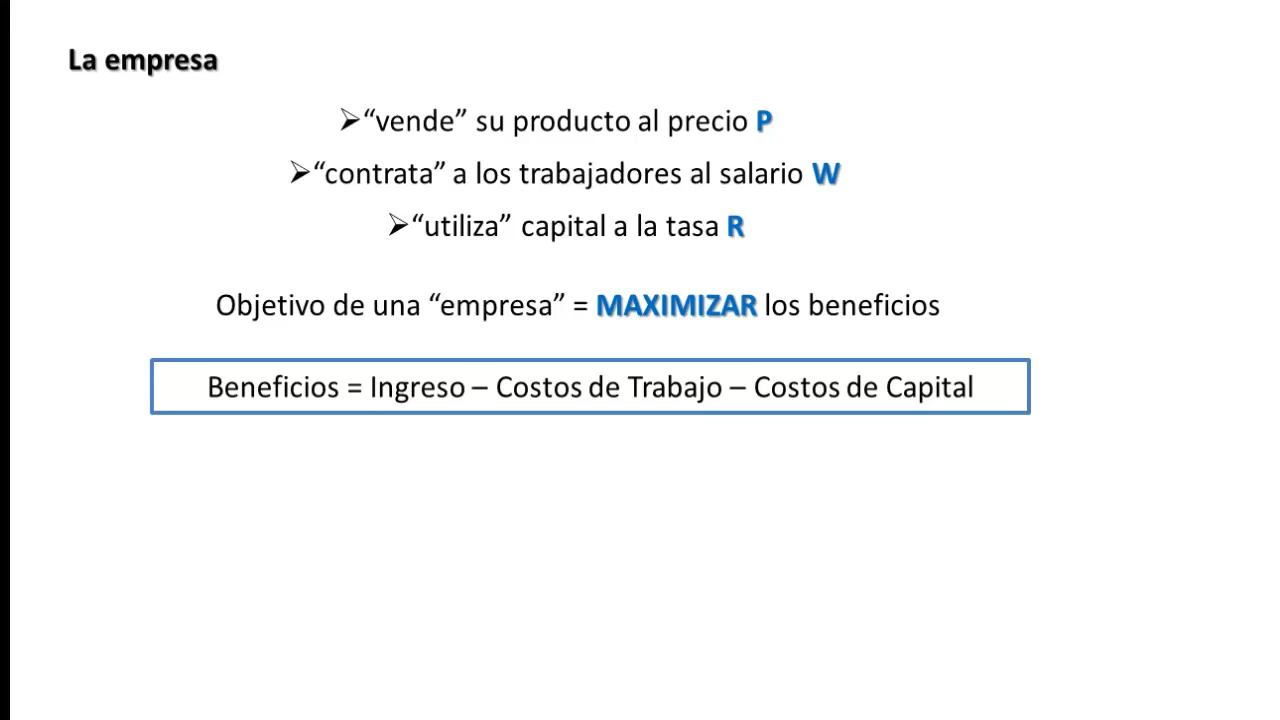 La empresa
➢“vende” su producto al precio P
➢“contrata” a los trabajadores al salario W
➢“utiliza” capital a la tasa R
Objetivo de una “empresa” = MAXIMIZAR los beneficios
Beneficios = Ingreso – Costos de Trabajo – Costos de Capital